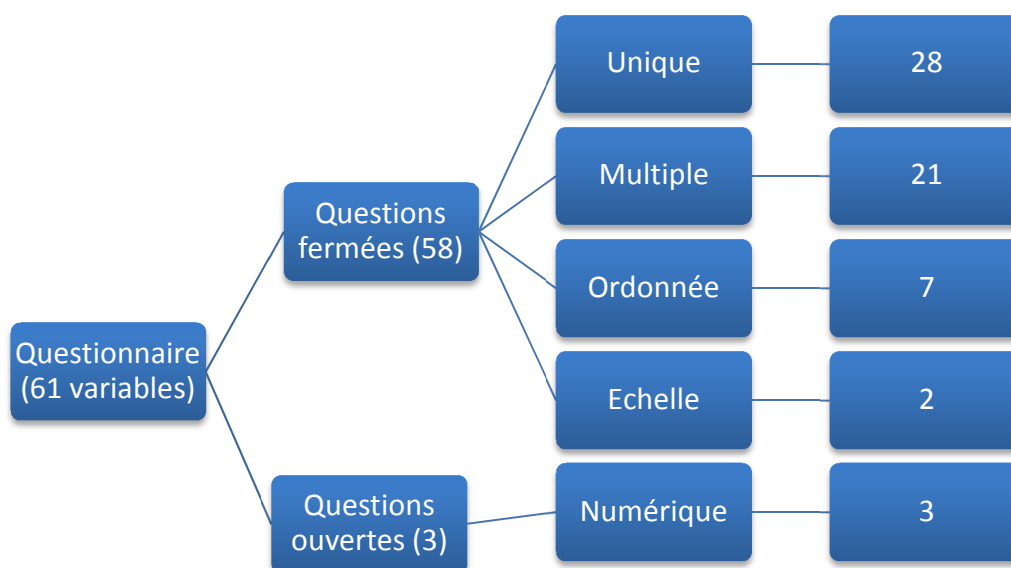 Questionnaire
(61 variables)
Questions
fermées (58)
Unique
28
Multiple
21
Ordonnée
7
Echelle
2
Questions
ouvertes (3)
Numérique
3